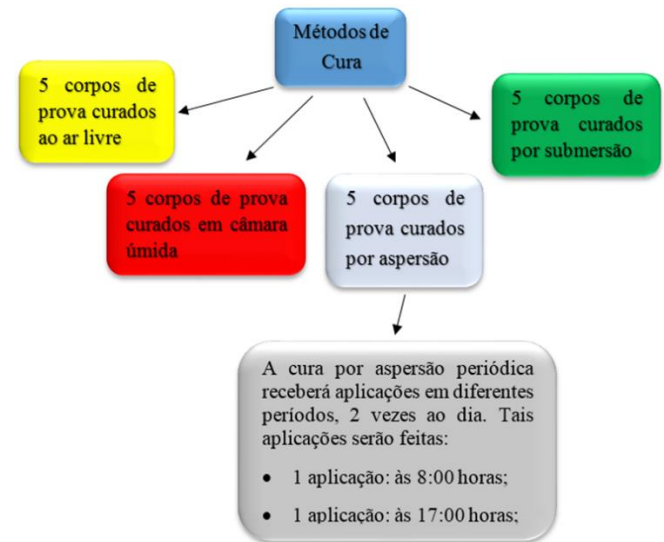 Métodos de
Cura
5 corpos de
prova curados
ao ar livre
5 corpos de
prova curados
por submersão
5 corpos de prova
curados em câmara
úmida
5 corpos de
prova curados
por aspersão
A cura por aspersão periódica
receberá aplicações em diferentes
períodos, 2 vezes ao dia. Tais
aplicações serão feitas:
• 1 aplicação: às 8:00 horas;
• 1 aplicação: às 17:00 horas;